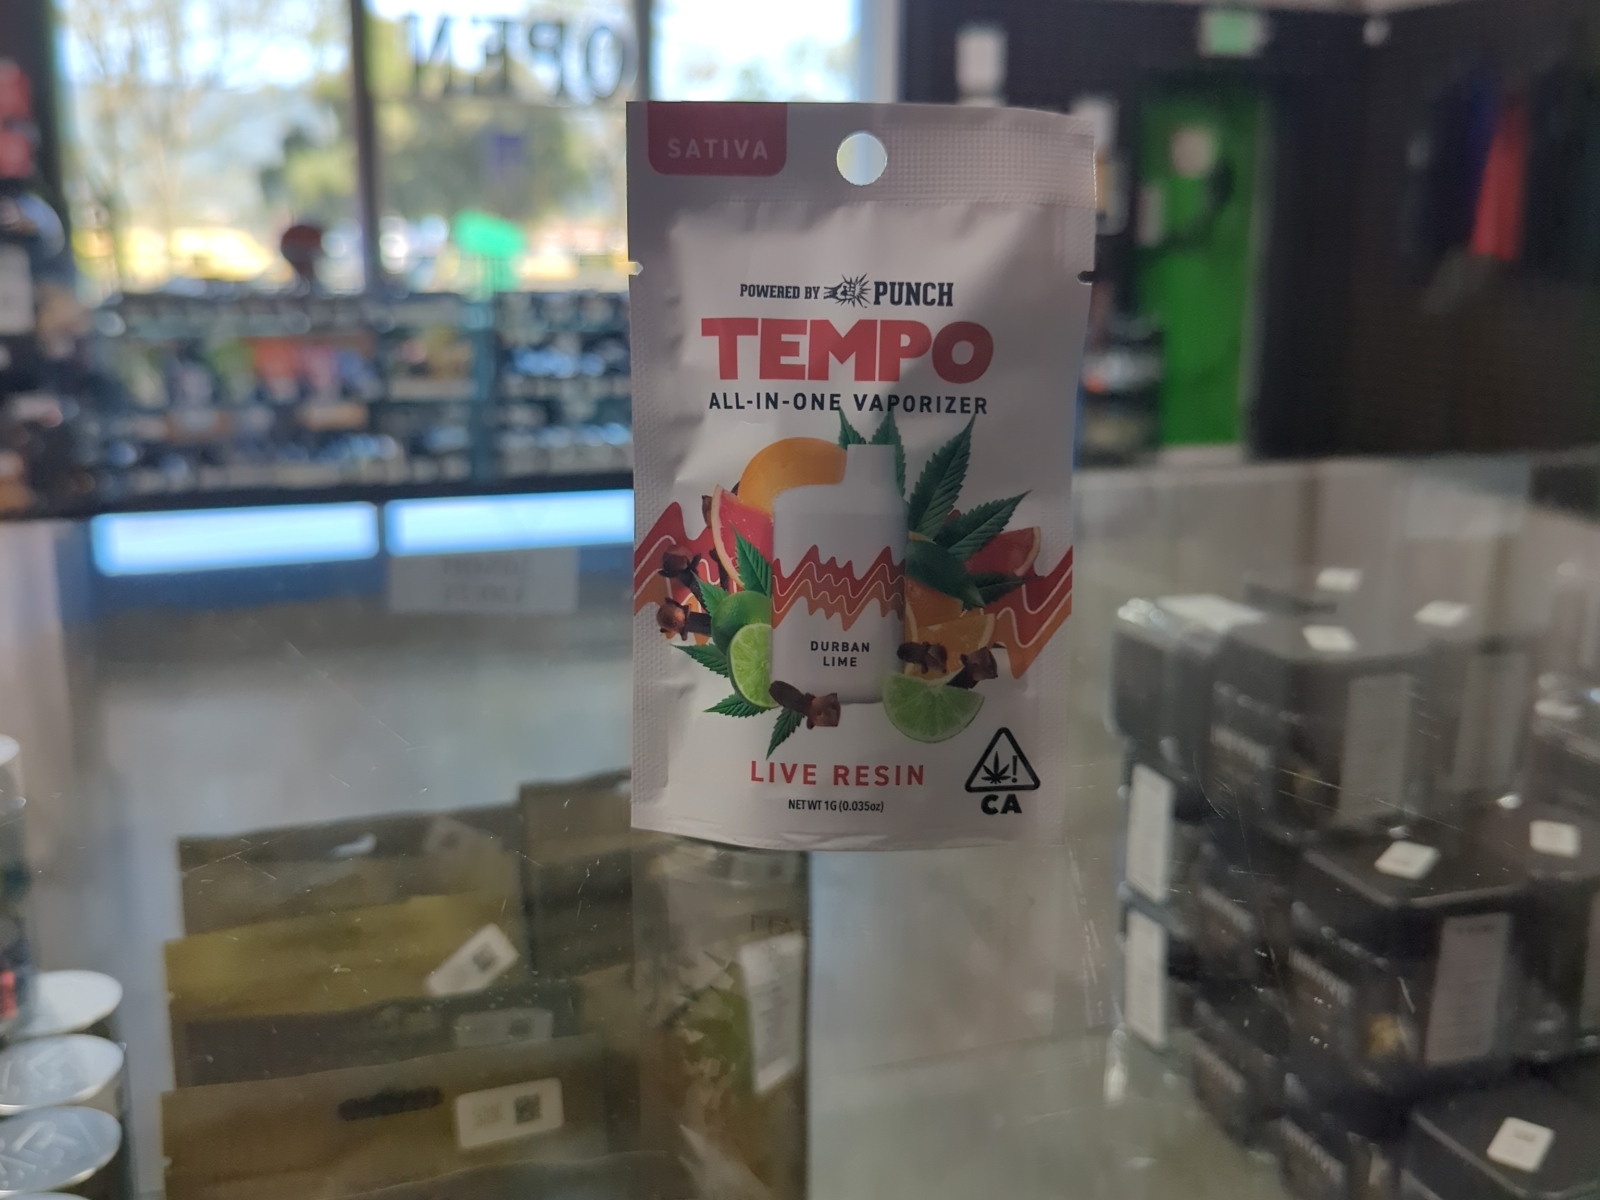 OPEN
SATIVA
POWERED BY PUNCH
TEMPO
ALL-IN-ONE VAPORIZER
DURBAN
LIME
LIVE RESIN
NET WT 1G (0.035oz)
CA